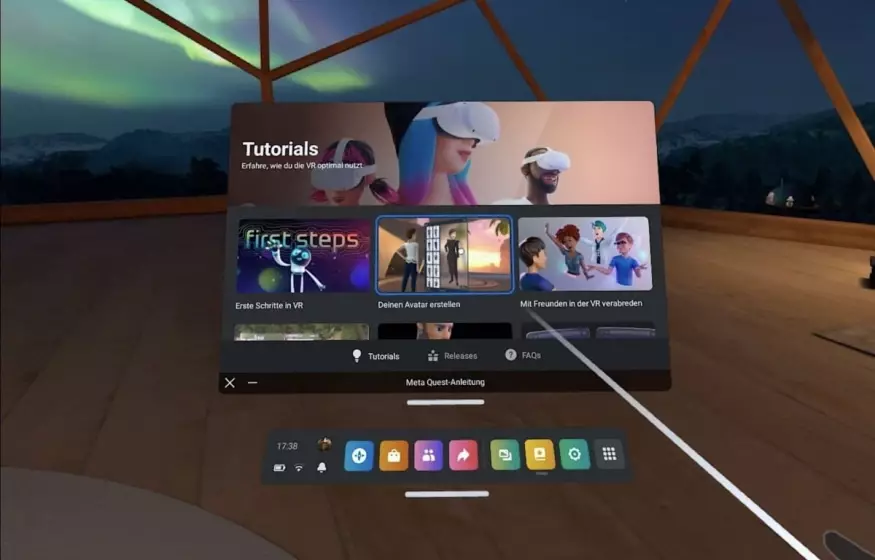 Tutorials
Erfahre, wie du die VR optimal nutzt.
first steps
Erste Schritte in VR
Deinen Avatar erstellen
Mit Freunden in der VR verabreden
Tutorials
Releases
FAQs
Meta Quest-Anleitung
17:38